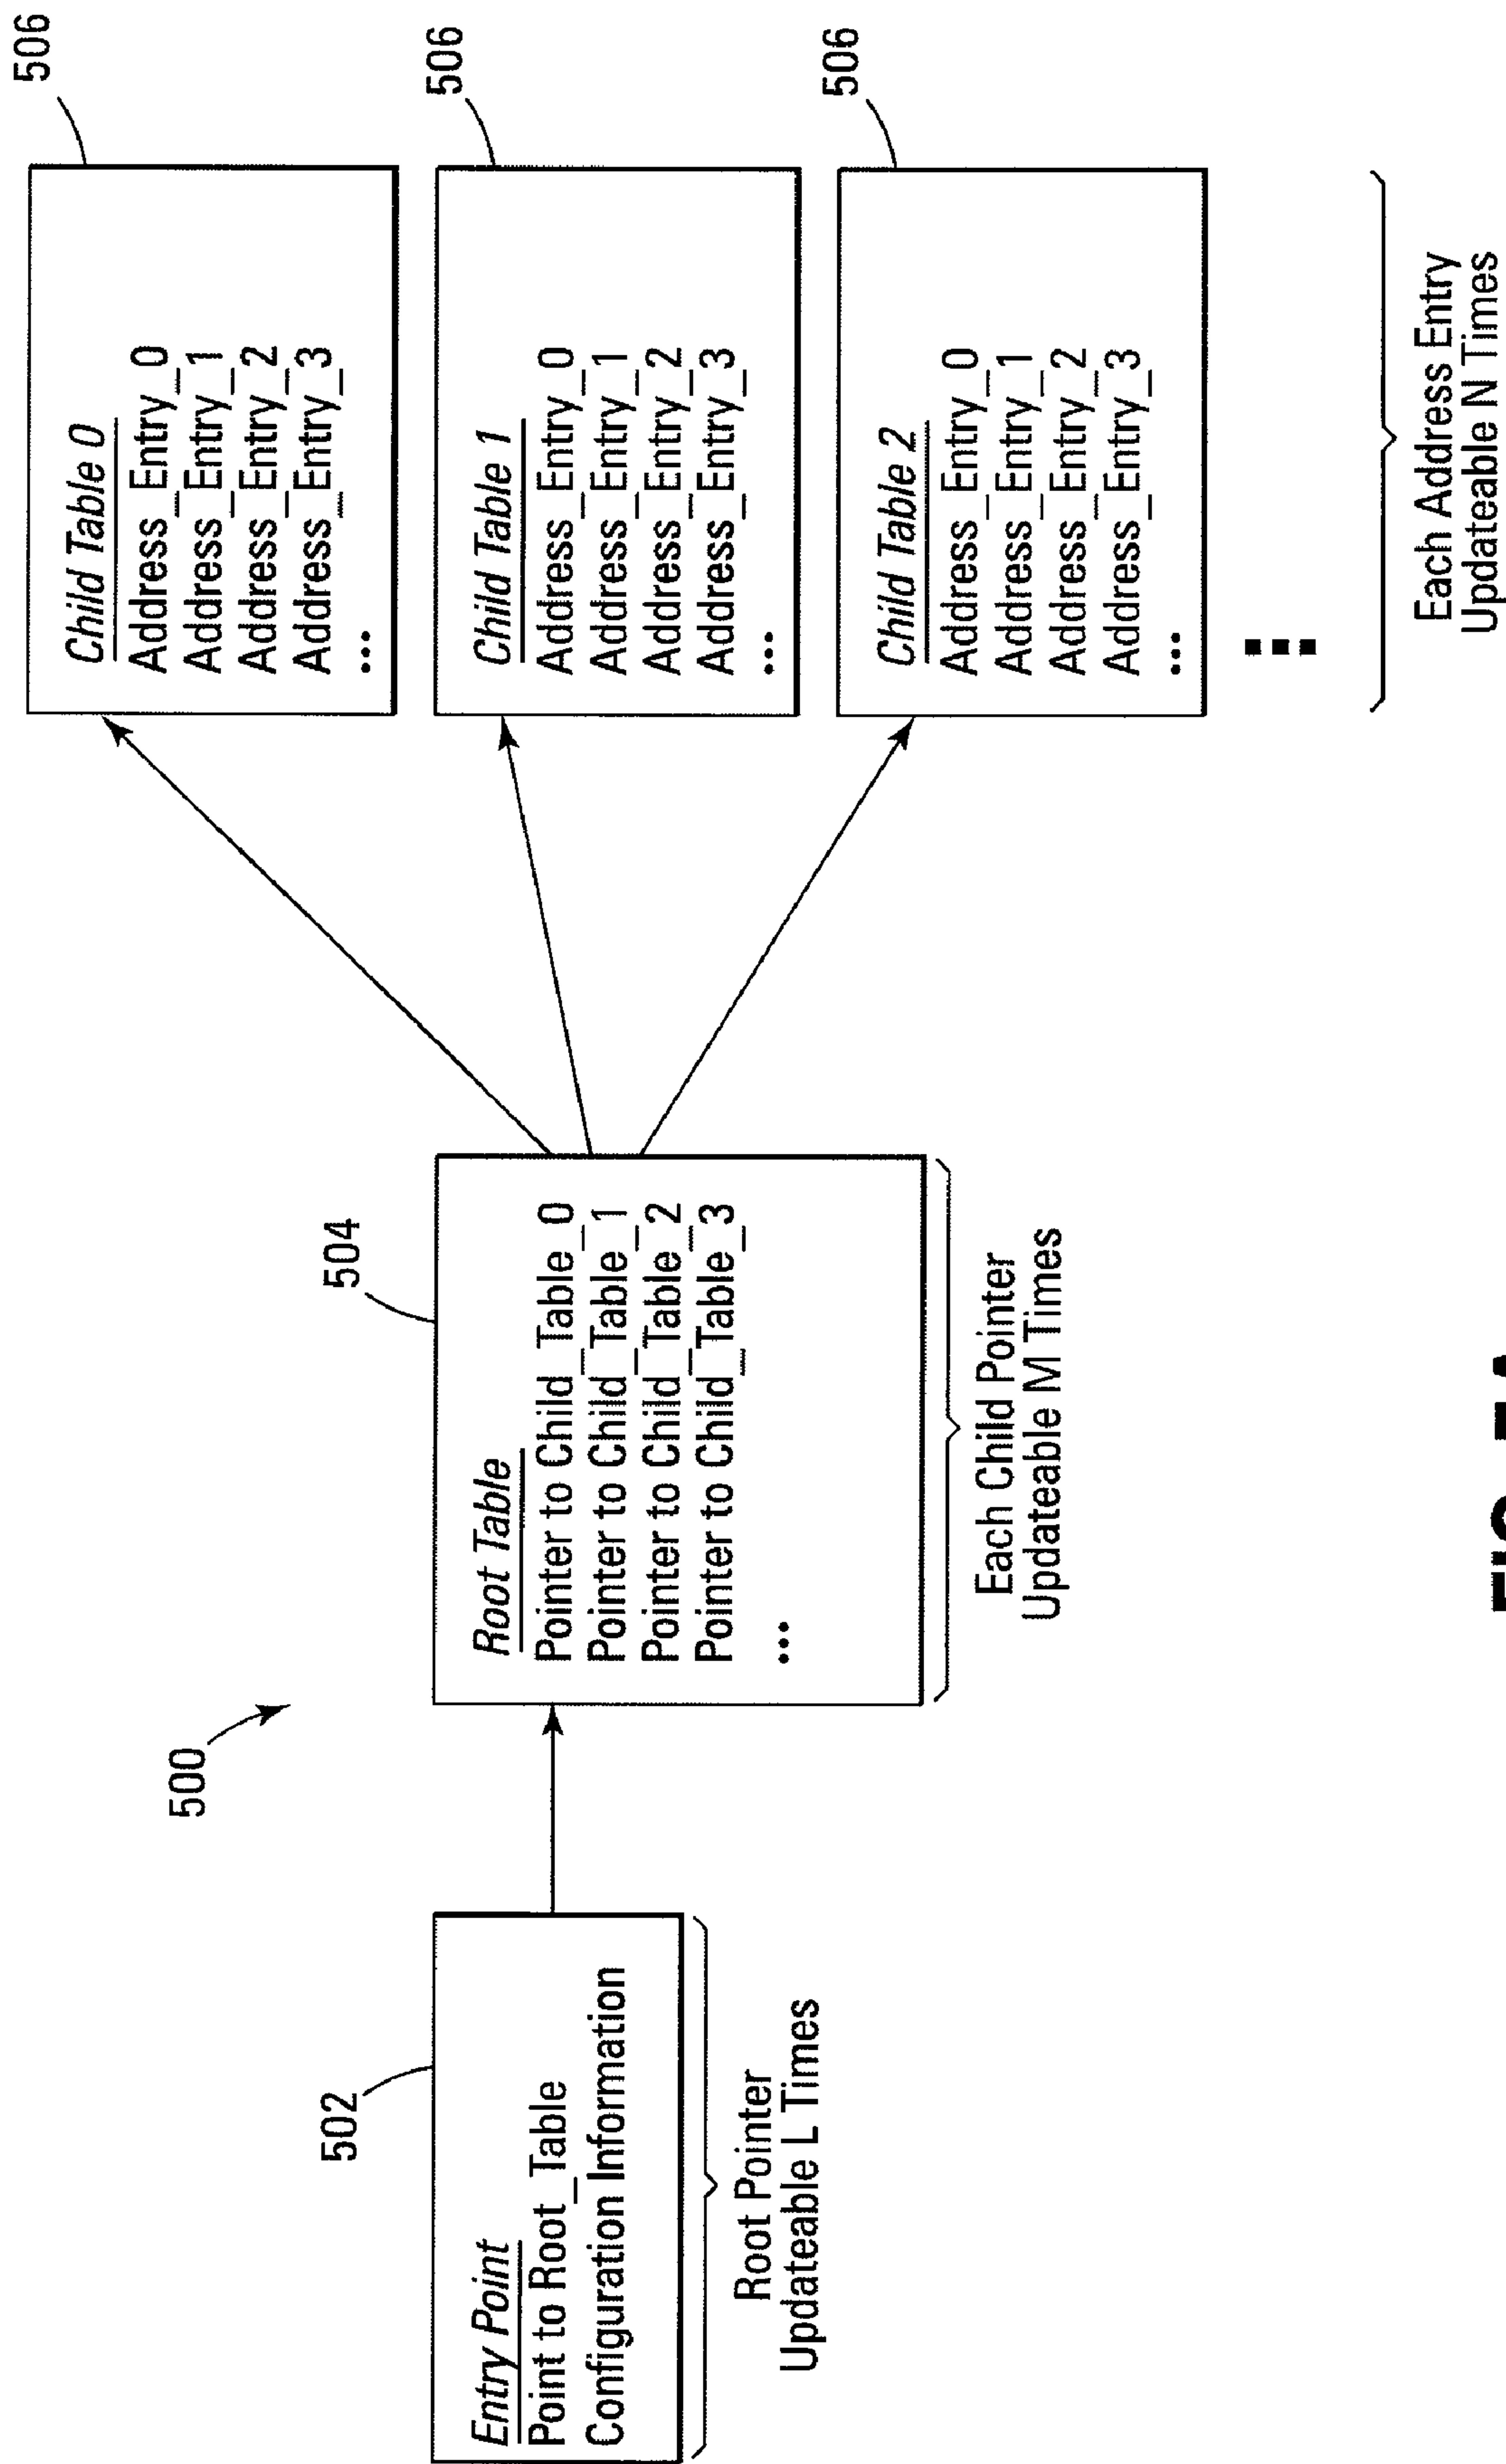 500
502
Entry Point
Point to Root_Table
Configuration Information
Root Pointer
Updateable L Times
504
Root Table
Pointer to Child_Table_0
Pointer to Child_Table_1
Pointer to Child_Table_2
Pointer to Child_Table_3
...
Each Child Pointer
Updateable M Times
506
Child Table 0
Address_Entry_0
Address_Entry_1
Address_Entry_2
Address_Entry_3
...
506
Child Table 1
Address_Entry_0
Address_Entry_1
Address_Entry_2
Address_Entry_3
...
506
Child Table 2
Address_Entry_0
Address_Entry_1
Address_Entry_2
Address_Entry_3
...
Each Address Entry
Updateable N Times